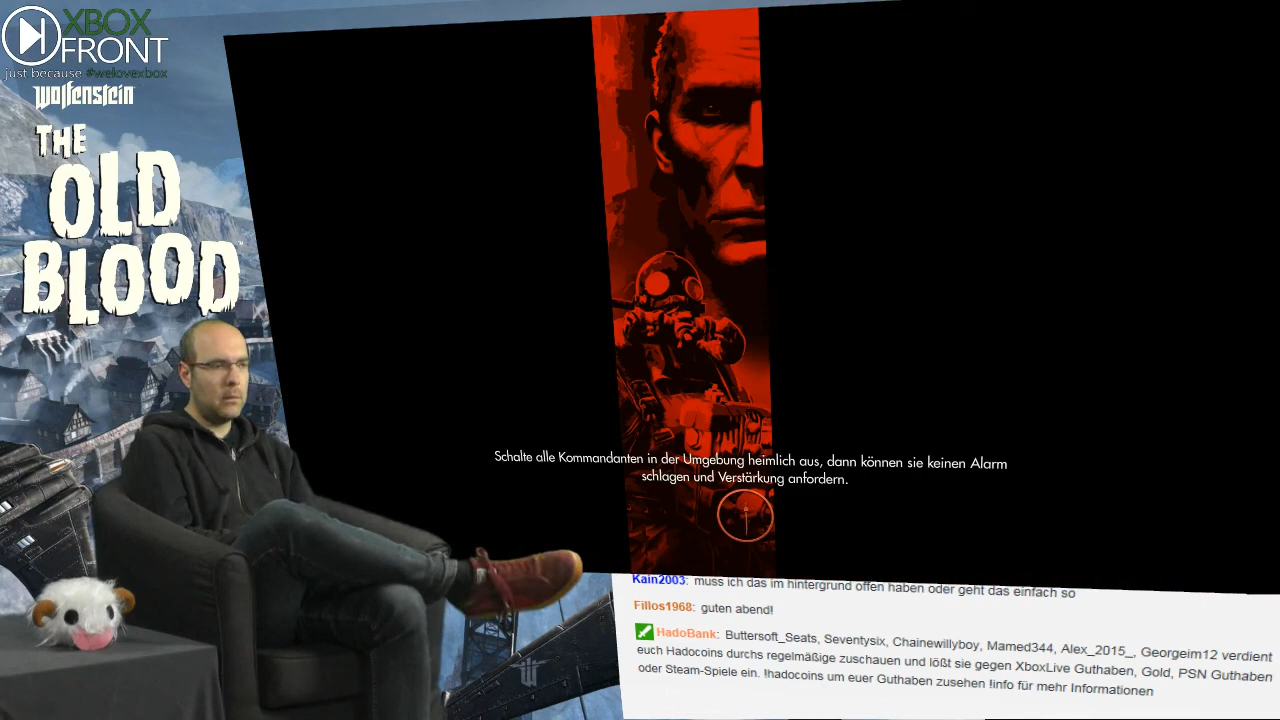 XBOX
FRONT
just because #welovexbox
Wolfenstein
THE
OLD
BLOOD™
Schalte alle Kommandanten in der Umgebung heimlich aus, dann können sie keinen Alarm
schlagen und Verstärkung anfordern.
Kain2003: muss ich das im hintergrund offen haben oder geht das einfach so
Fillos1968: guten abend!
HadoBank: Buttersoft_Seats, Seventysix, Chainewillyboy, Mamed344, Alex_2015_, Georgeim12 verdient
euch Hadocoins durchs regelmäßige zuschauen und lößt sie gegen XboxLive Guthaben, Gold, PSN Guthaben
oder Steam-Spiele ein. !hadocoins um euer Guthaben zusehen !info für mehr Informationen